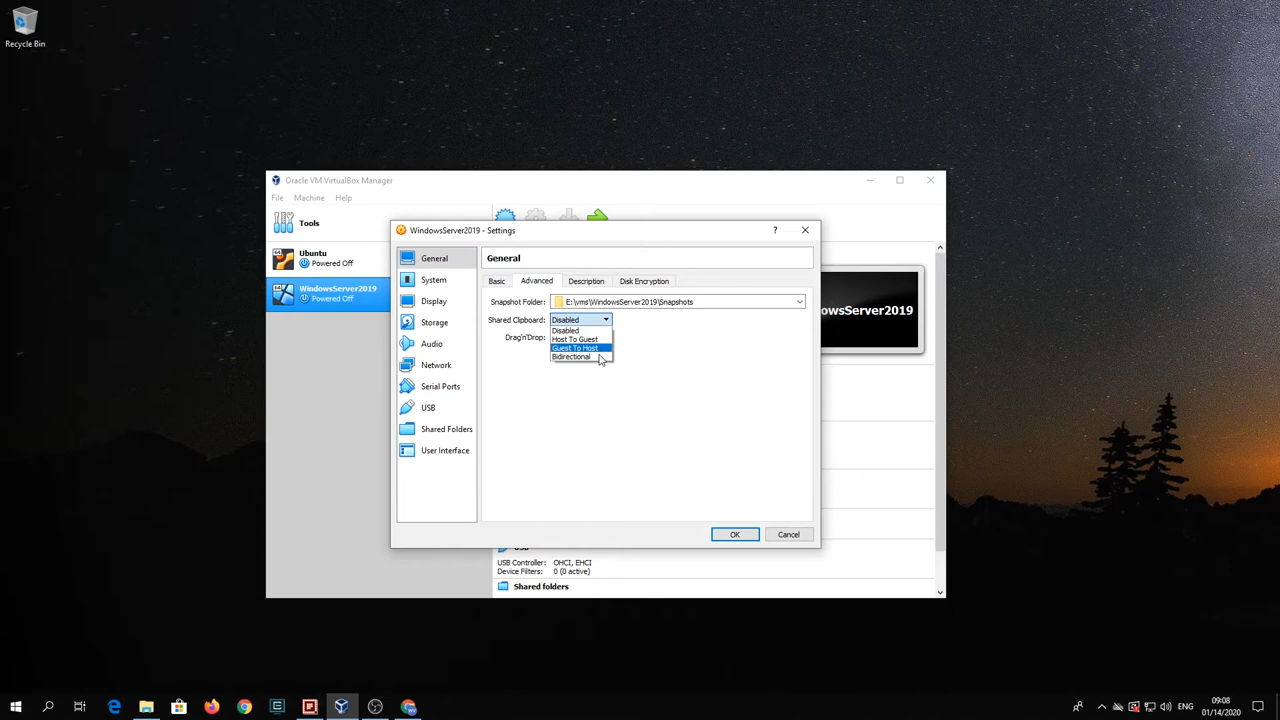 Recycle Bin
Oracle VM VirtualBox Manager
File Machine Help
Tools
64
Ubuntu
Powered Off
64
WindowsServer2019
Powered Off
WindowsServer2019 - Settings
?
General
System
Display
Storage
Audio
Network
Serial Ports
USB
Shared Folders
User Interface
General
Basic Advanced Description Disk Encryption
Snapshot Folder: E:\vms\WindowsServer2019\Snapshots
Shared Clipboard: Disabled
Disabled
Host To Guest
Guest To Host
Bidirectional
Drag'n'Drop:
OK Cancel
owsServer2019
USB Controller: OHCI, EHCI
Device Filters: 0 (0 active)
Shared folders
ENG
09:08
01/14/2020